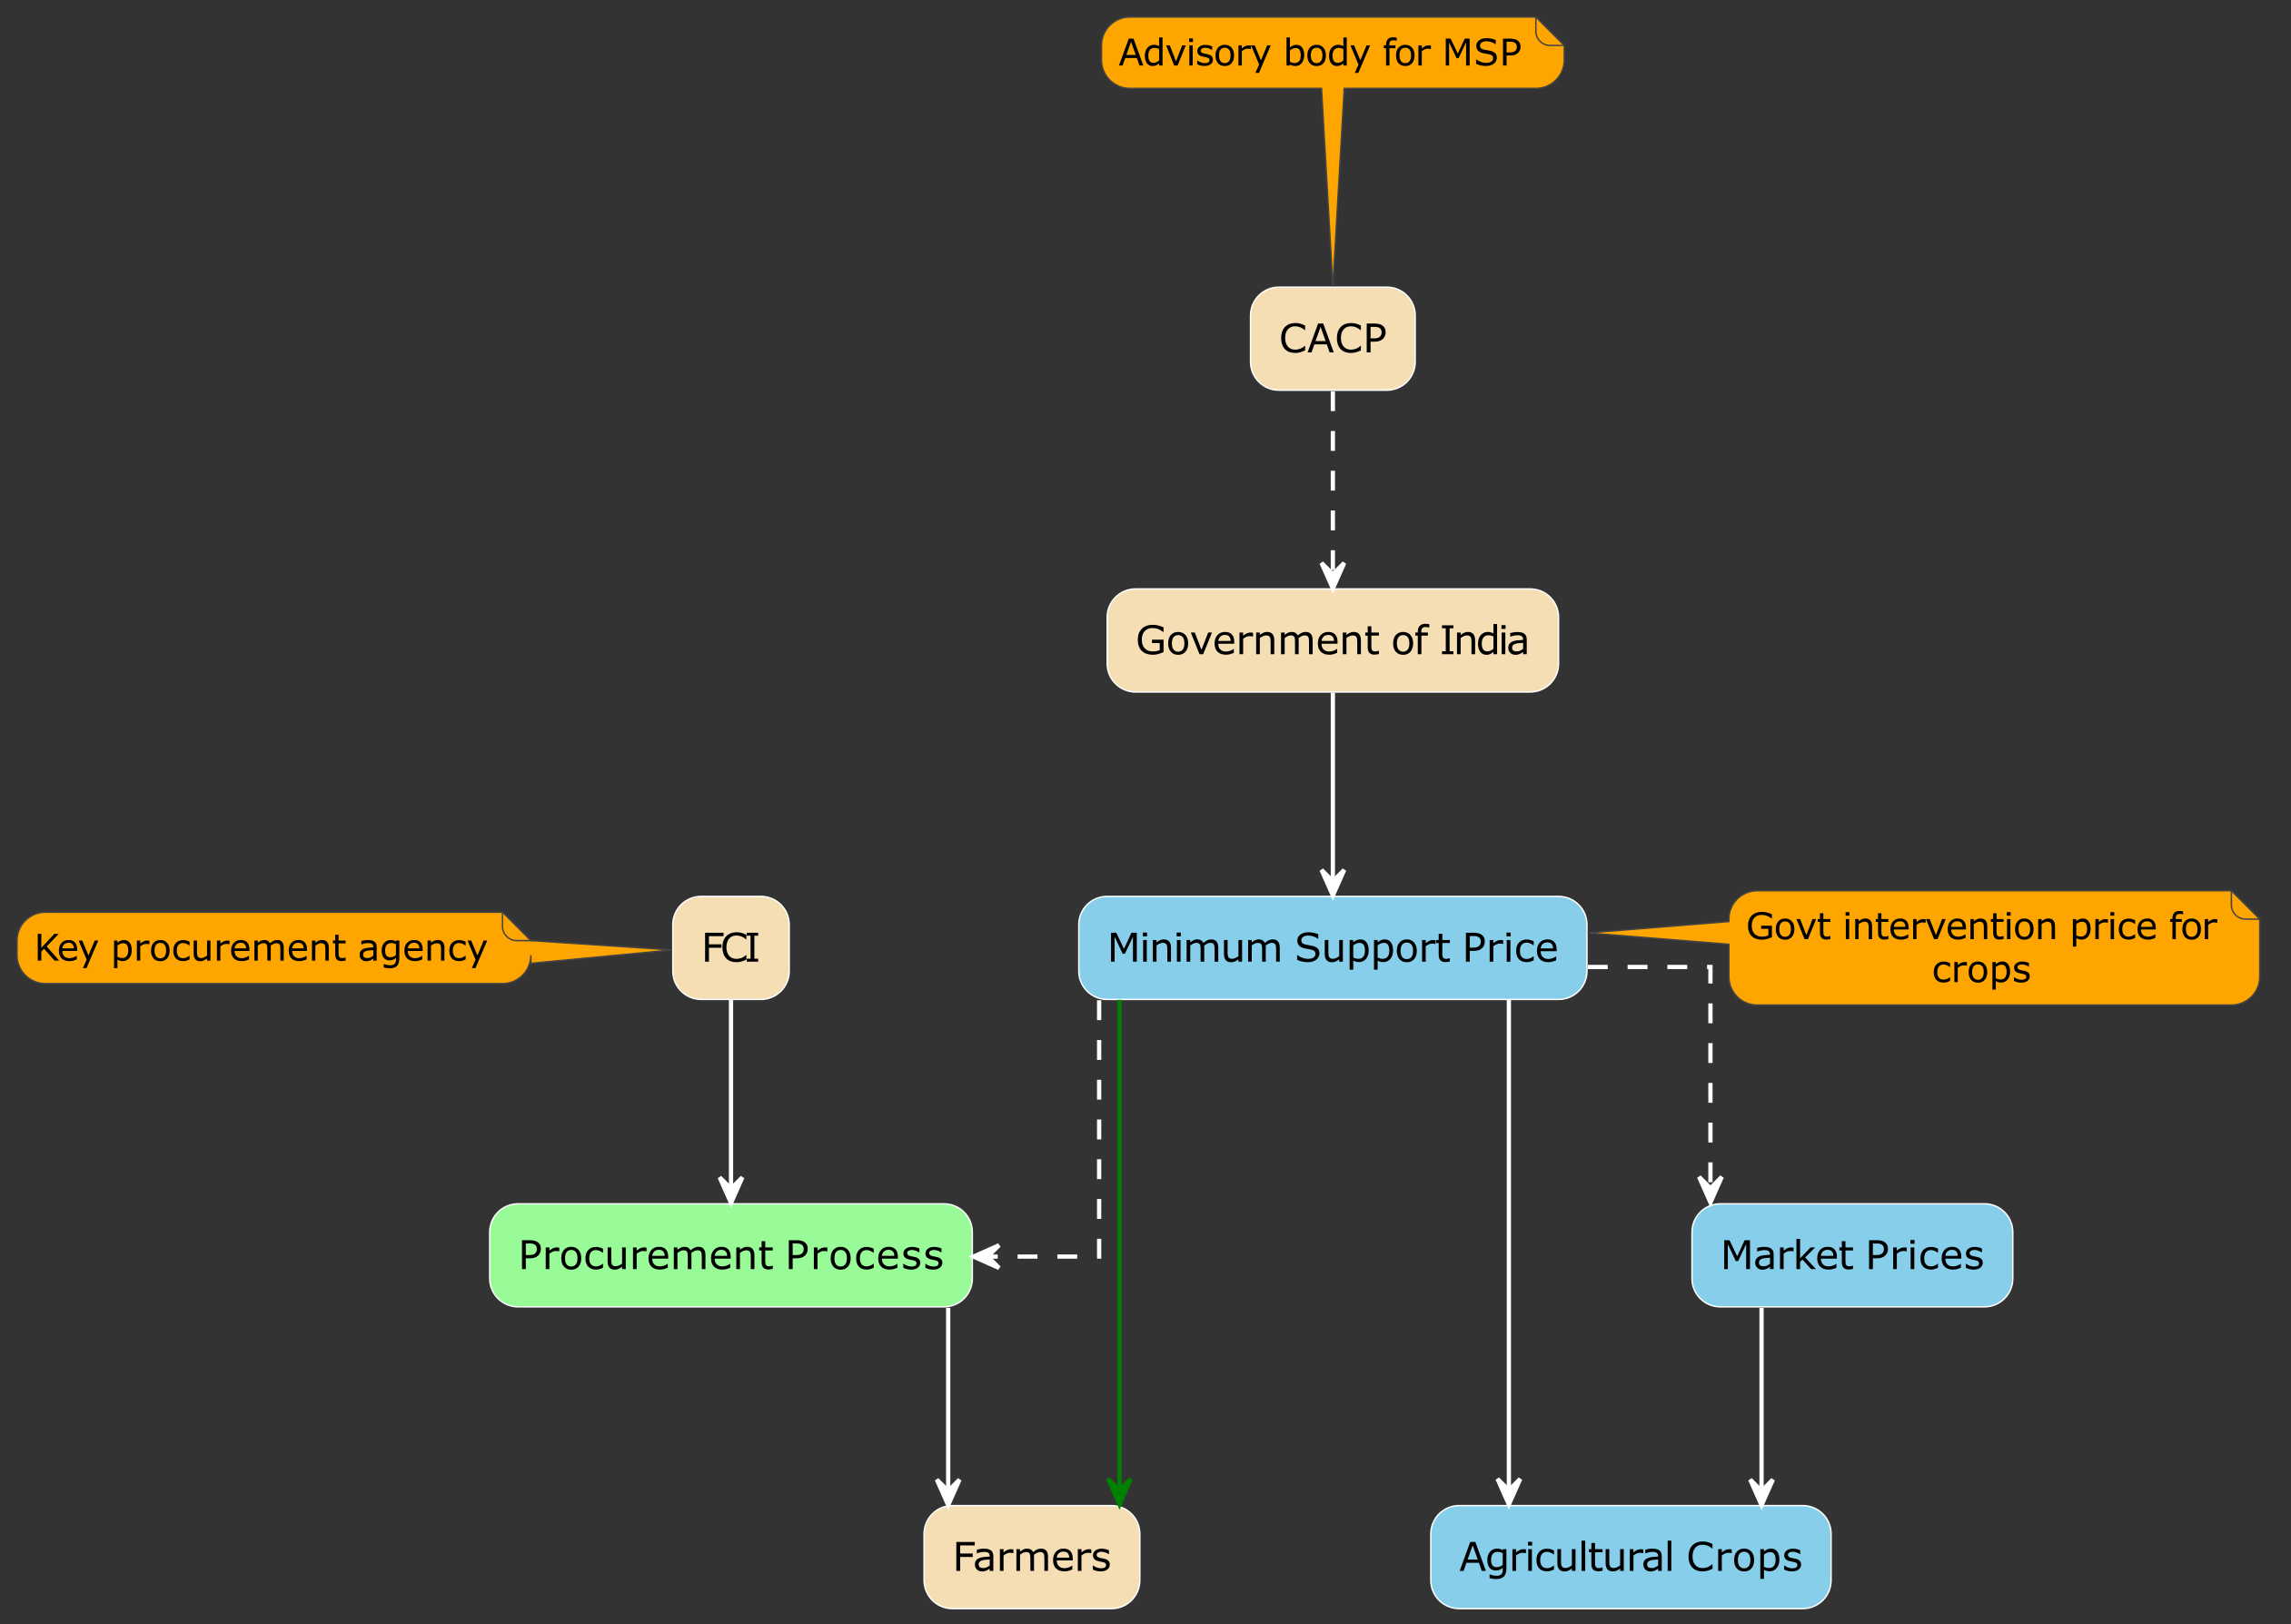 Advisory body for MSP
CACP
Government of India
Key procurement agency
FCI
Minimum Support Price
Govt intervention price for
crops
Procurement Process
Market Prices
Farmers
Agricultural Crops